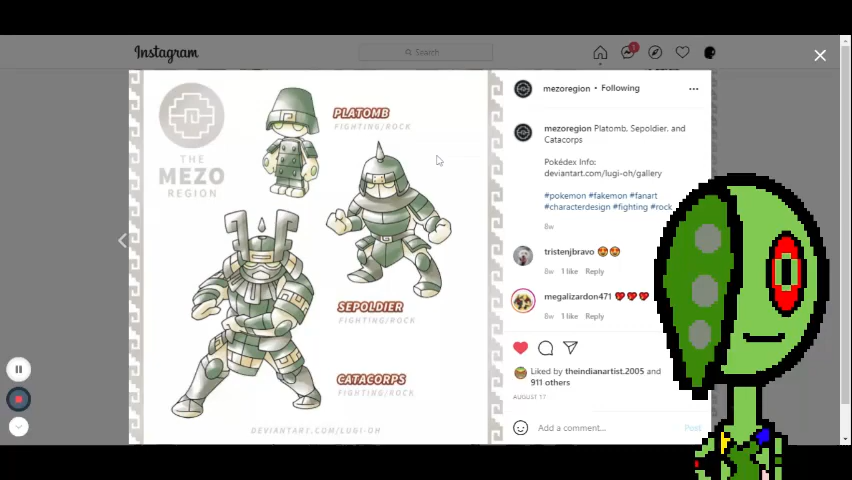 Instagram
Search
1
THE
MEZO
REGION
PLATOMB
FIGHTING/ROCK
SEPOLDIER
FIGHTING/ROCK
CATACORPS
FIGHTING/ROCK
DEVIANTART.COM/LUGI-OH
mezoregion • Following
mezoregion Platomb, Sepoldier, and
Catacorps
Pokédex Info:
deviantart.com/lugi-oh/gallery
#pokemon #fakemon #fanart
#characterdesign #fighting #rock
8w
tristenjbravo 😍😍
8w 1 like Reply
megalizardon471
8w 1 like Reply
Liked by theindianartist.2005 and
911 others
AUGUST 17
Add a comment...
Post